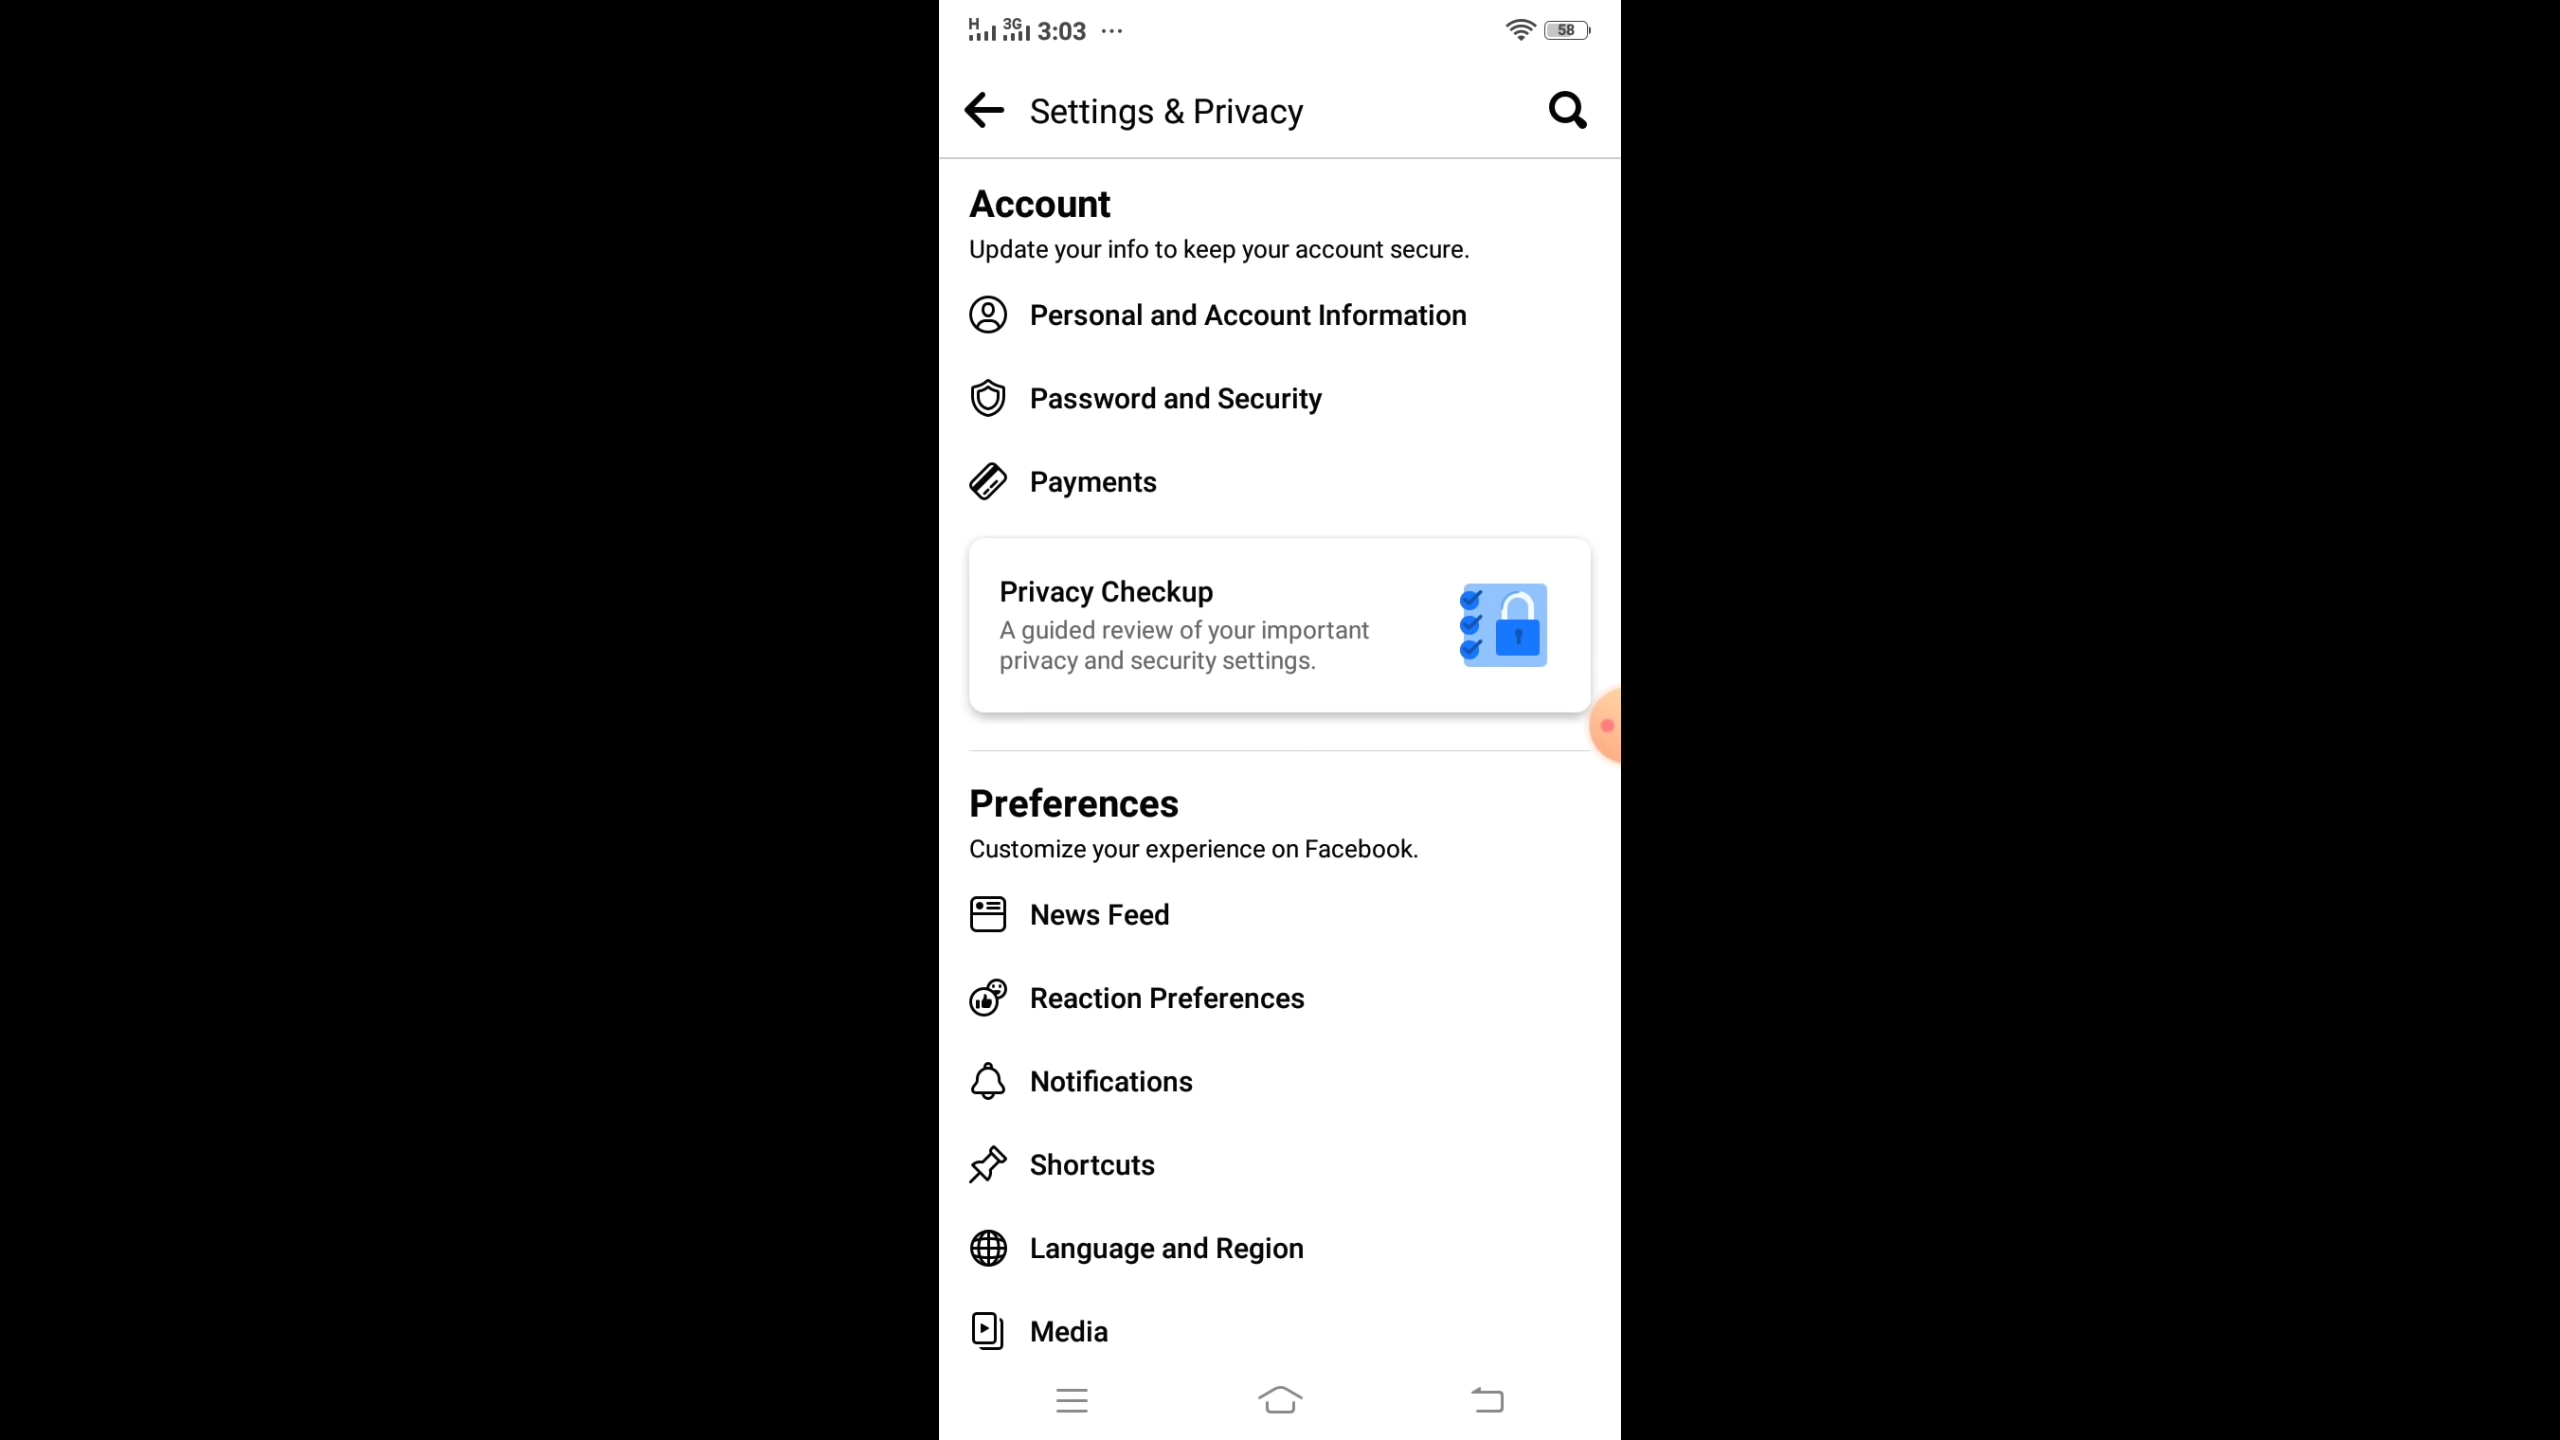 H 3G 3:03 ... 58
Settings & Privacy
Account
Update your info to keep your account secure.
Personal and Account Information
Password and Security
Payments
Privacy Checkup
A guided review of your important
privacy and security settings.
Preferences
Customize your experience on Facebook.
News Feed
Reaction Preferences
Notifications
Shortcuts
Language and Region
Media